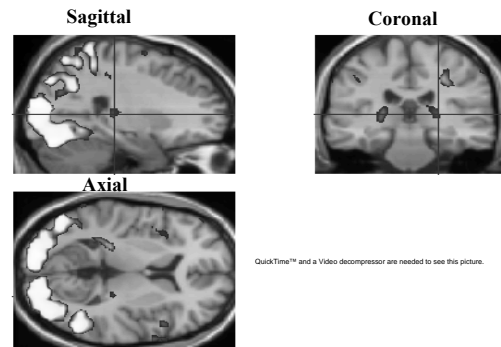 Sagittal
Coronal
Axial
QuickTime™ and a Video decompressor are needed to see this picture.